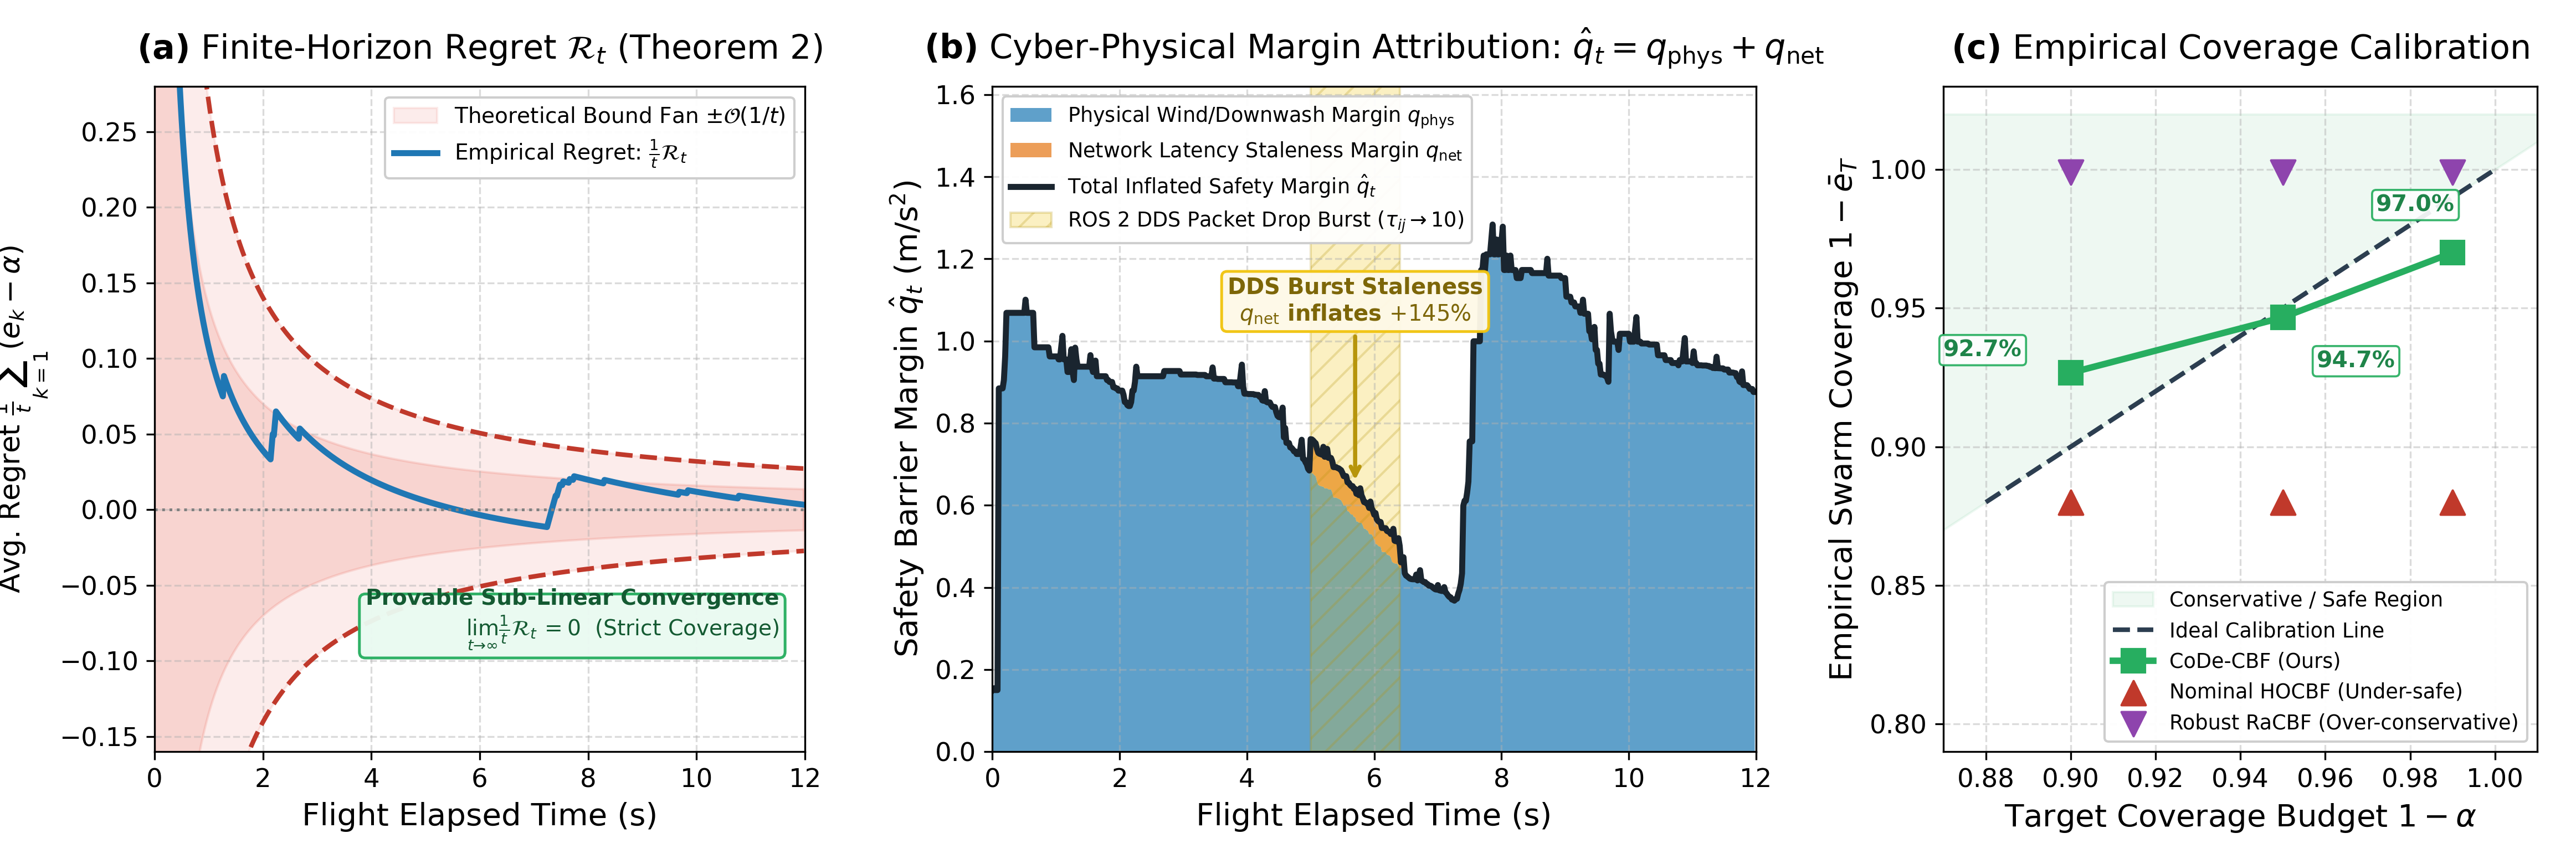 (a) Finite-Horizon Regret ℛₜ (Theorem 2)
Avg. Regret 1/t ∑ₖ₌₁ (eₖ − α)
0.25
0.20
0.15
0.10
0.05
0.00
−0.05
−0.10
−0.15
Theoretical Bound Fan ±𝒪(1/t)
Empirical Regret: 1/t ℛₜ
Provable Sub-Linear Convergence
lim t→∞ 1/t ℛₜ = 0 (Strict Coverage)
0 2 4 6 8 10 12
Flight Elapsed Time (s)
(b) Cyber-Physical Margin Attribution: q̂ₜ = q_phys + q_net
Safety Barrier Margin q̂ₜ (m/s²)
1.6
1.4
1.2
1.0
0.8
0.6
0.4
0.2
0.0
Physical Wind/Downwash Margin q_phys
Network Latency Staleness Margin q_net
Total Inflated Safety Margin q̂ₜ
ROS 2 DDS Packet Drop Burst (τᵢⱼ → 10)
DDS Burst Staleness
q_net inflates +145%
0 2 4 6 8 10 12
Flight Elapsed Time (s)
(c) Empirical Coverage Calibration
Empirical Swarm Coverage 1 − ē_T
1.00
0.95
0.90
0.85
0.80
97.0%
92.7%
94.7%
Conservative / Safe Region
Ideal Calibration Line
CoDe-CBF (Ours)
Nominal HOCBF (Under-safe)
Robust RaCBF (Over-conservative)
0.88 0.90 0.92 0.94 0.96 0.98 1.00
Target Coverage Budget 1 − α